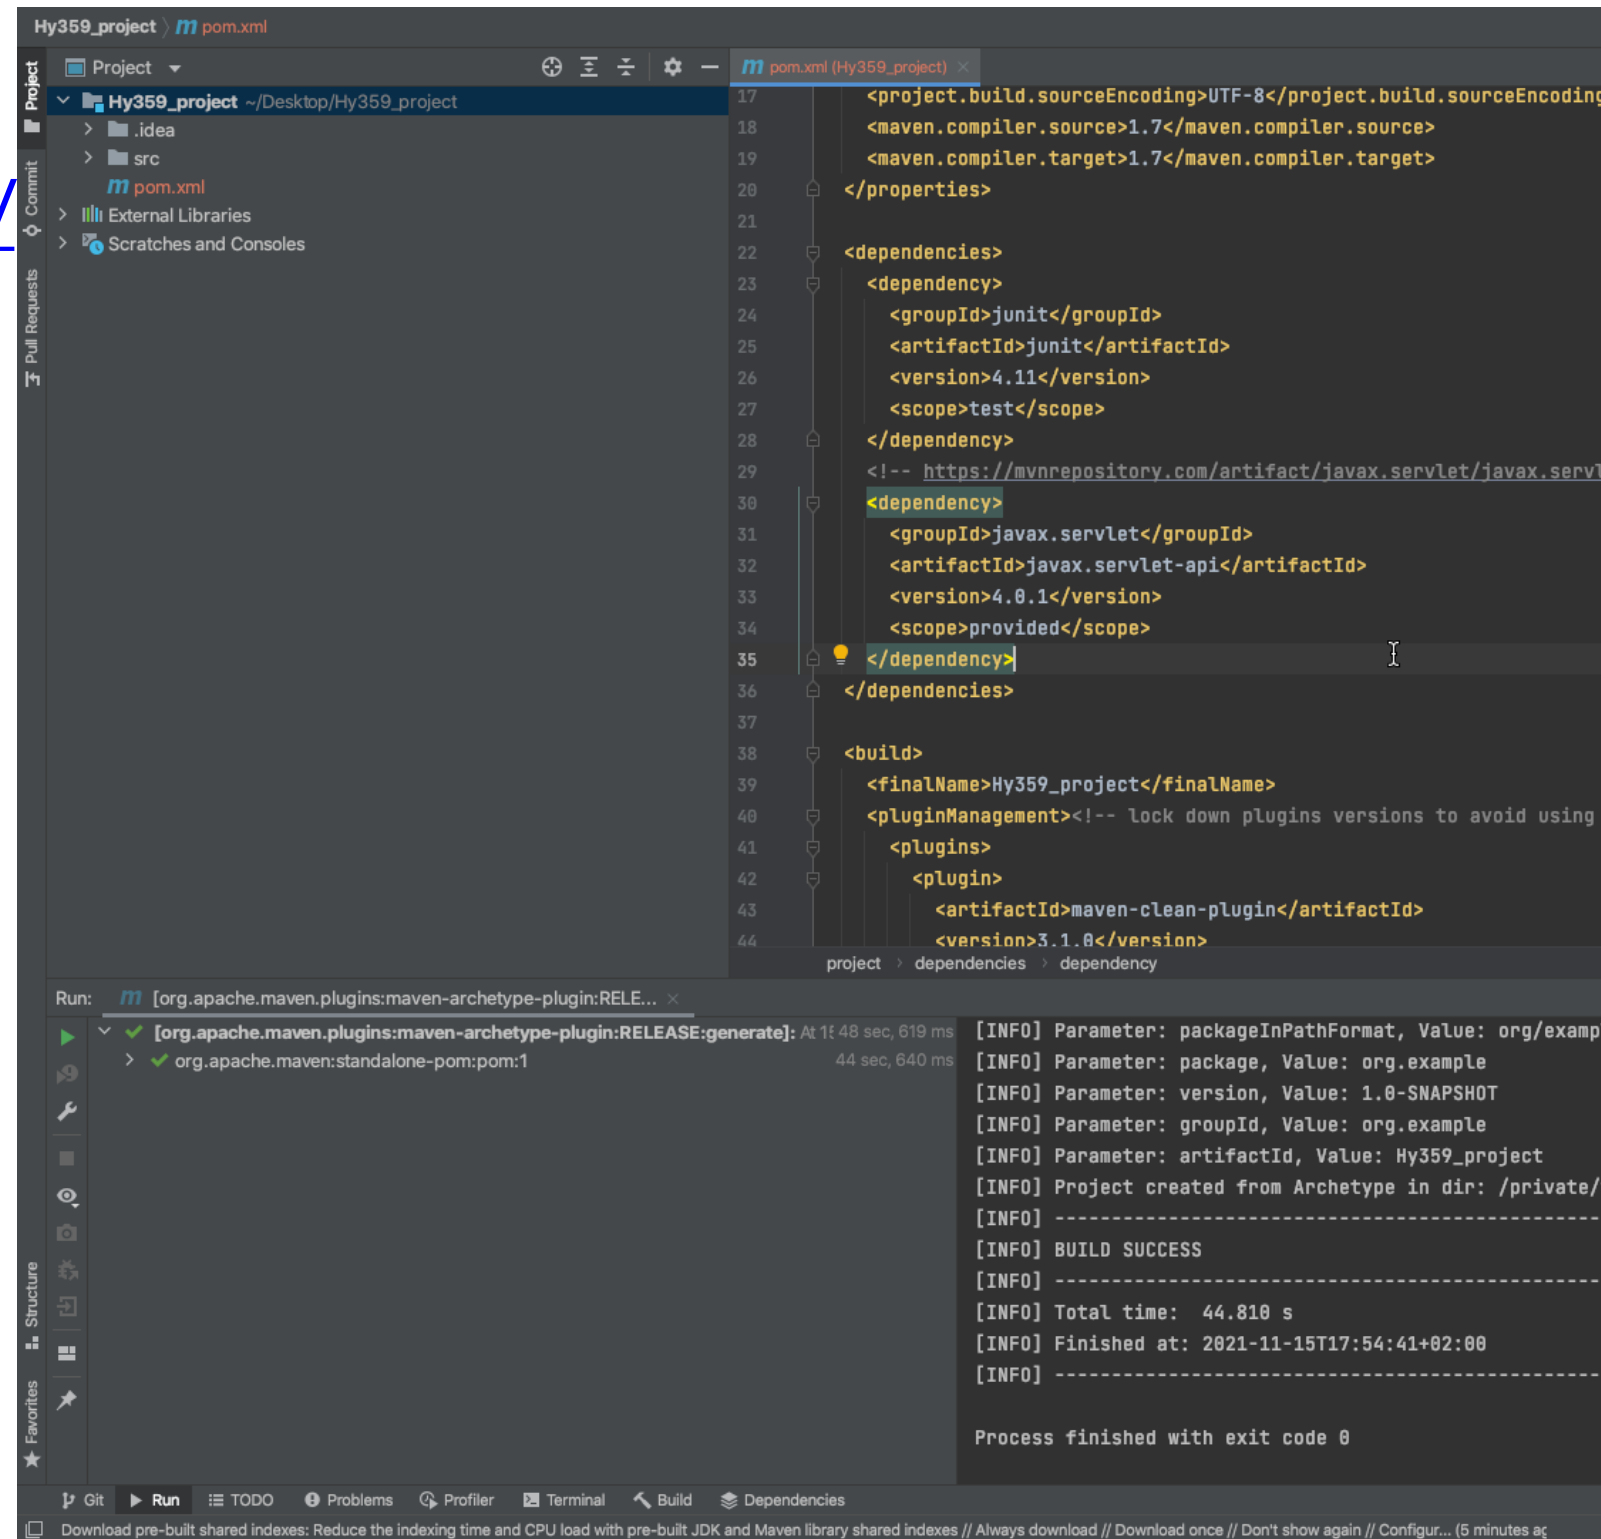 Hy359_project pom.xml
Project
pom.xml (Hy359_project)
Hy359_project ~/Desktop/Hy359_project
.idea
src
pom.xml
External Libraries
Scratches and Consoles
Project
Commit
Pull Requests
Structure
Favorites
17 <project.build.sourceEncoding>UTF-8</project.build.sourceEncoding
18 <maven.compiler.source>1.7</maven.compiler.source>
19 <maven.compiler.target>1.7</maven.compiler.target>
20 </properties>
21
22 <dependencies>
23 <dependency>
24 <groupId>junit</groupId>
25 <artifactId>junit</artifactId>
26 <version>4.11</version>
27 <scope>test</scope>
28 </dependency>
29 <!-- https://mvnrepository.com/artifact/javax.servlet/javax.servl
30 <dependency>
31 <groupId>javax.servlet</groupId>
32 <artifactId>javax.servlet-api</artifactId>
33 <version>4.0.1</version>
34 <scope>provided</scope>
35 </dependency>
36 </dependencies>
37
38 <build>
39 <finalName>Hy359_project</finalName>
40 <pluginManagement><!-- lock down plugins versions to avoid using
41 <plugins>
42 <plugin>
43 <artifactId>maven-clean-plugin</artifactId>
44 <version>3.1.0</version>
project > dependencies > dependency
Run: [org.apache.maven.plugins:maven-archetype-plugin:RELE...
[org.apache.maven.plugins:maven-archetype-plugin:RELEASE:generate]: At 15 48 sec, 619 ms
org.apache.maven:standalone-pom:pom:1 44 sec, 640 ms
[INFO] Parameter: packageInPathFormat, Value: org/examp
[INFO] Parameter: package, Value: org.example
[INFO] Parameter: version, Value: 1.0-SNAPSHOT
[INFO] Parameter: groupId, Value: org.example
[INFO] Parameter: artifactId, Value: Hy359_project
[INFO] Project created from Archetype in dir: /private/
[INFO] ------------------------------------------------
[INFO] BUILD SUCCESS
[INFO] ------------------------------------------------
[INFO] Total time:  44.810 s
[INFO] Finished at: 2021-11-15T17:54:41+02:00
[INFO] ------------------------------------------------
Process finished with exit code 0
Git Run TODO Problems Profiler Terminal Build Dependencies
Download pre-built shared indexes: Reduce the indexing time and CPU load with pre-built JDK and Maven library shared indexes // Always download // Download once // Don't show again // Configur... (5 minutes ag